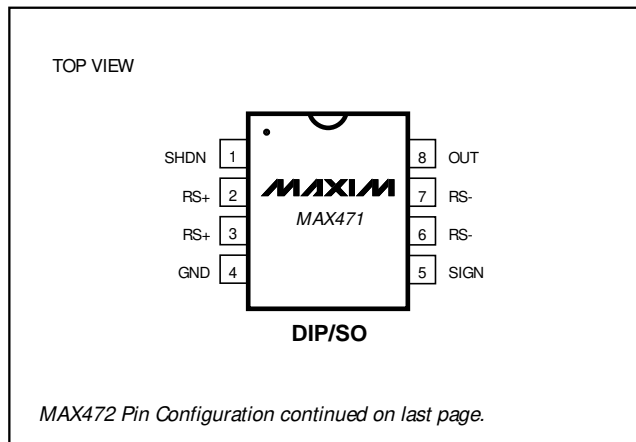 TOP VIEW
SHDN 1 8 OUT
RS+ 2 MAXIM 7 RS-
MAX471
RS+ 3 6 RS-
GND 4 5 SIGN
DIP/SO
MAX472 Pin Configuration continued on last page.